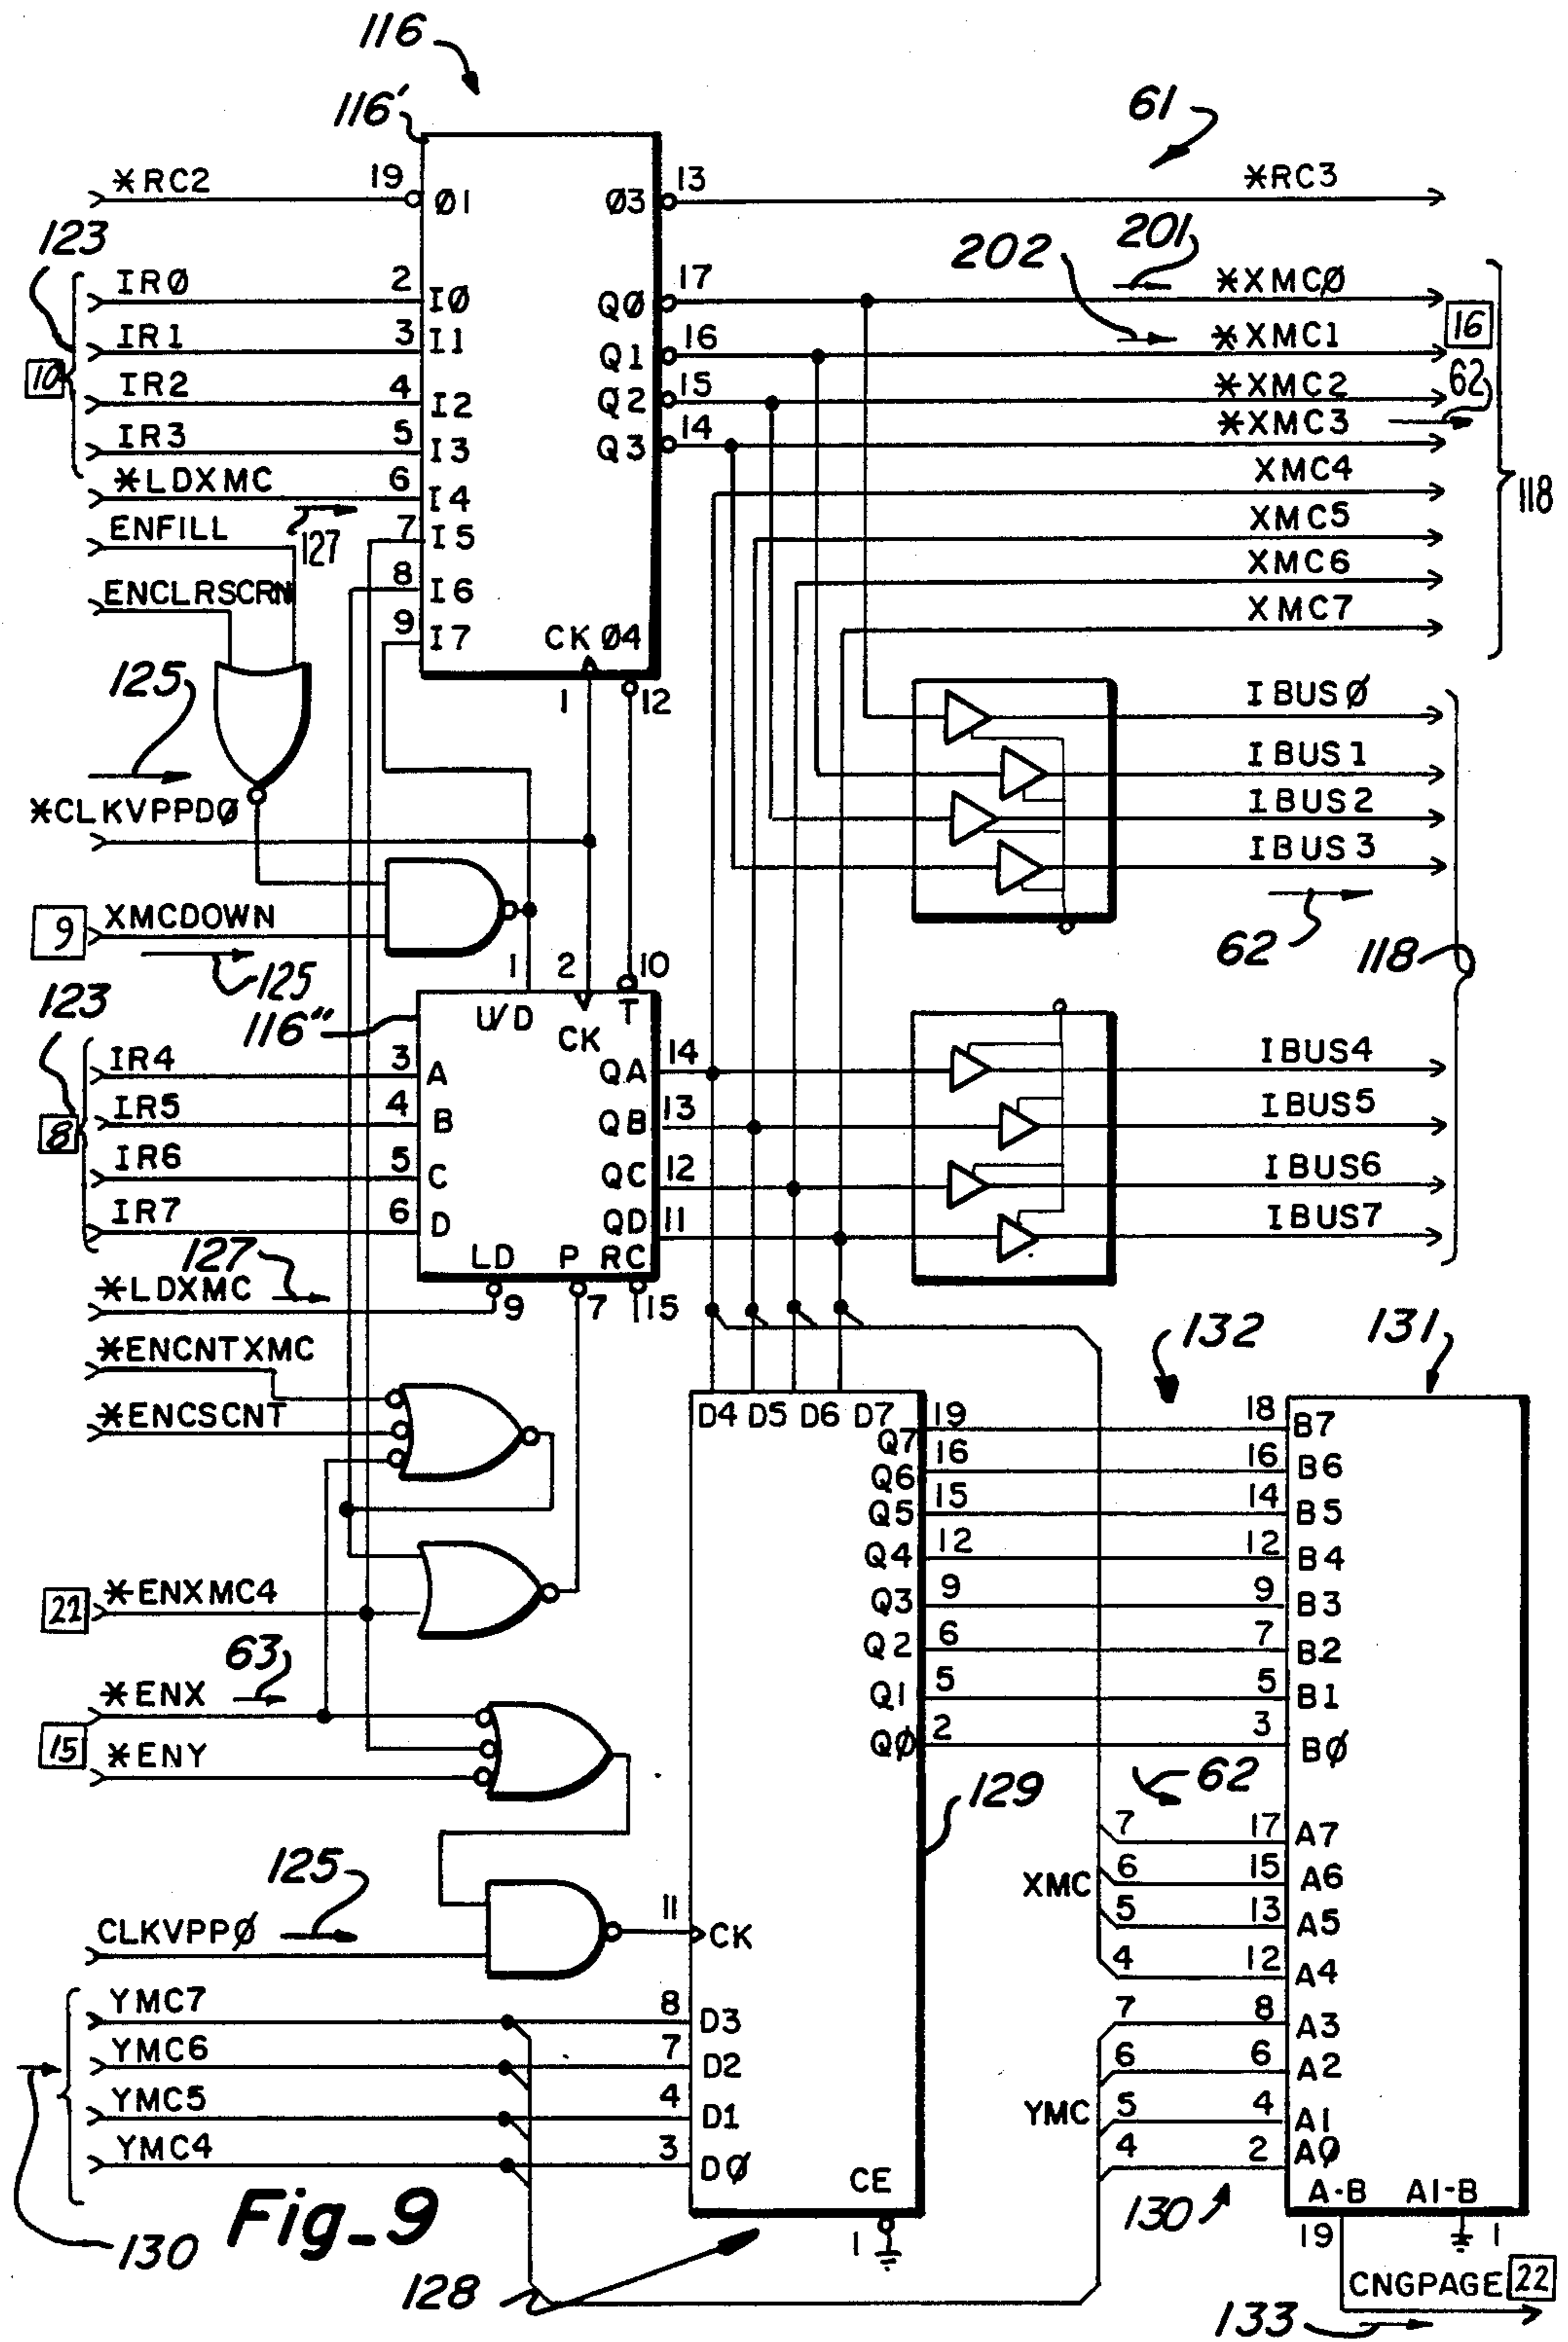 116
116'
61
*RC2 19 Ø1 Ø3 13 *RC3
123
202 201
IRØ 2 IØ QØ 17 *XMCØ
16
IR1 3 I1 Q1 16 *XMC1
10
IR2 4 I2 Q2 15 *XMC2
62
IR3 5 I3 Q3 14 *XMC3
*LDXMC 6 I4 XMC4
118
127
ENFILL 7 I5 XMC5
ENCLRSCRN 8 I6 XMC6
9 I7 CK Ø4 XMC7
125
1 12
IBUSØ
IBUS1
*CLKVPPDØ IBUS2
IBUS3
9 XMCDOWN
125
62 118
1 2 10
123
116"
U/D CK T
IR4 3 A QA 14 IBUS4
8
IR5 4 B QB 13 IBUS5
IR6 5 C QC 12 IBUS6
IR7 6 D QD 11 IBUS7
LD P RC
127
*LDXMC 9 7 15
132 131
*ENCNTXMC
*ENCSCNT
D4 D5 D6 D7
Q7 19 18 B7
Q6 16 16 B6
Q5 15 14 B5
Q4 12 12 B4
21 *ENXMC4
Q3 9 9 B3
63
Q2 6 7 B2
*ENX Q1 5 5 B1
15 *ENY
QØ 2 3 BØ
62
129
7 17 A7
XMC 6 15 A6
125
5 13 A5
CLKVPPØ 11 CK
4 12 A4
YMC7 8 D3 7 8 A3
YMC6 7 D2 6 6 A2
YMC5 4 D1 YMC 5 4 A1
YMC4 3 DØ 4 2 AØ
CE A-B A1-B
130 Fig_9 1 130 19 1
128
CNGPAGE 22
133